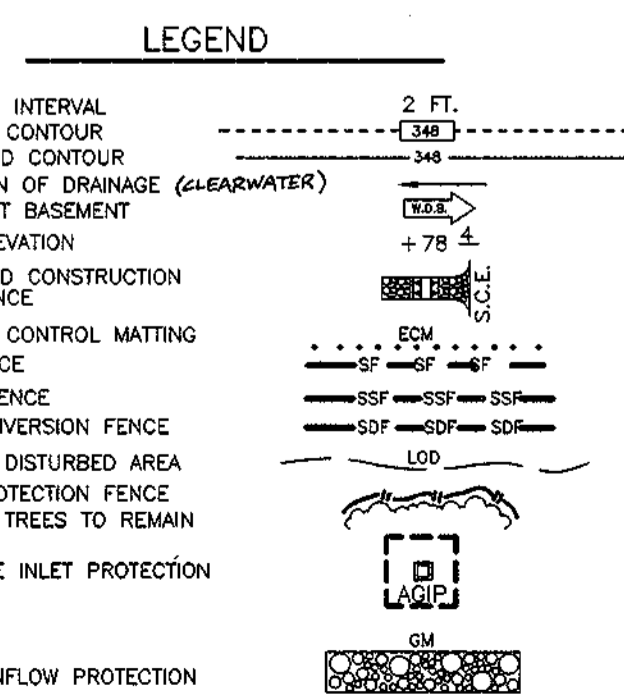 LEGEND
INTERVAL 2 FT.
CONTOUR 348
D CONTOUR 348
N OF DRAINAGE (CLEARWATER)
T BASEMENT W.D.B.
EVATION +78 4
D CONSTRUCTION
NCE S.C.E.
CONTROL MATTING ECM
CE SF SF SF
ENCE SSF SSF SSF
IVERSION FENCE SDF SDF SDF
DISTURBED AREA LOD
OTECTION FENCE
TREES TO REMAIN
E INLET PROTECTION
AGIP
GM
NFLOW PROTECTION